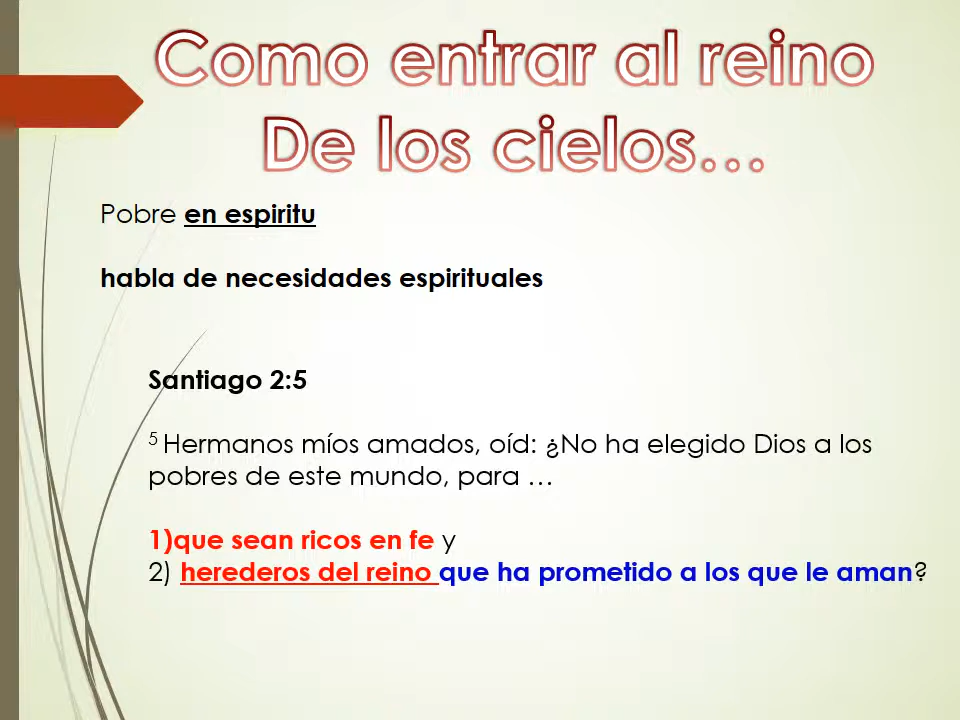 Como entrar al reino
De los cielos...
Pobre en espiritu
habla de necesidades espirituales
Santiago 2:5
5 Hermanos míos amados, oíd: ¿No ha elegido Dios a los
pobres de este mundo, para …
1)que sean ricos en fe y
2) herederos del reino que ha prometido a los que le aman?